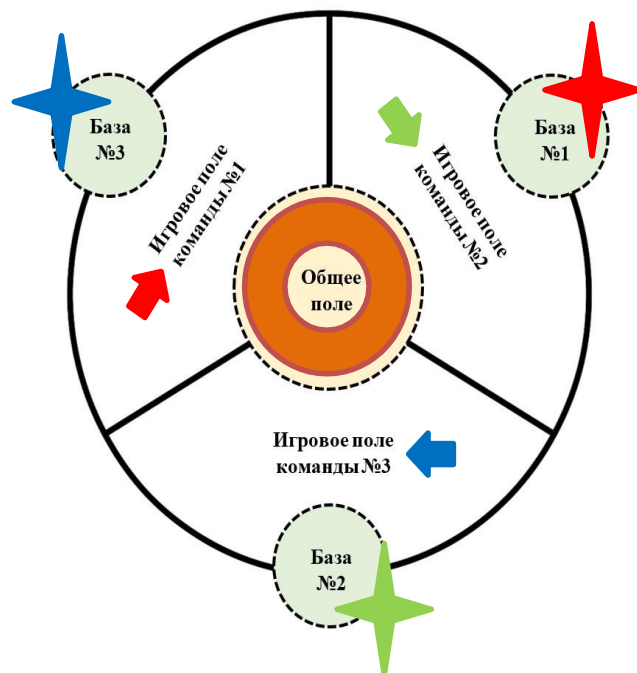 База
№3
База
№1
Игровое поле
команды №1
Игровое поле
команды №2
Общее
поле
Игровое поле
команды №3
База
№2